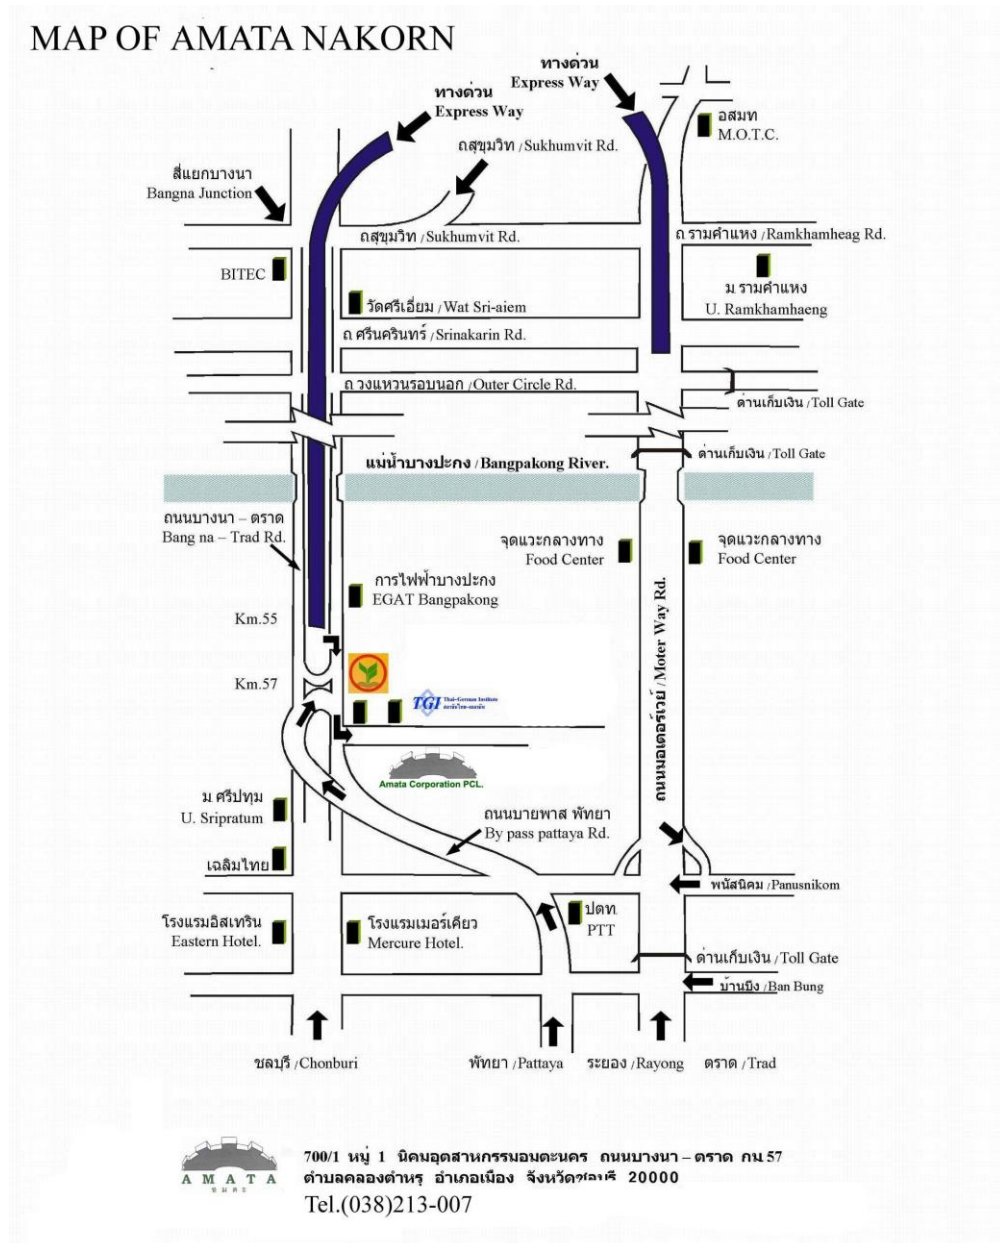 MAP OF AMATA NAKORN
ทางด่วน
Express Way
ทางด่วน
Express Way
อสมท
M.O.T.C.
ถสุขุมวิท /Sukhumvit Rd.
สี่แยกบางนา
Bangna Junction
ถสุขุมวิท /Sukhumvit Rd.
ถ.รามคำแหง /Ramkhamheag Rd.
BITEC
ม.รามคำแหง
U. Ramkhamhaeng
วัดศรีเอี่ยม /Wat Sri-aiem
ถ ศรีนครินทร์ /Srinakarin Rd.
ถ วงแหวนรอบนอก /Outer Circle Rd.
ด่านเก็บเงิน /Toll Gate
ด่านเก็บเงิน /Toll Gate
แม่น้ำบางปะกง /Bangpakong River.
ถนนบางนา – ตราด
Bang na – Trad Rd.
จุดแวะกลางทาง
Food Center
จุดแวะกลางทาง
Food Center
การไฟฟ้าบางปะกง
EGAT Bangpakong
Km.55
Km.57
TGI Thai-German Institute
สถาบันไทย-เยอรมัน
ถนนมอเตอร์เวย์ / Moter Way Rd.
Amata Corporation PCL.
ม ศรีปทุม
U. Sripratum
ถนนบายพาส พัทยา
By pass pattaya Rd.
เฉลิมไทย
พนัสนิคม /Panusnikom
โรงแรมอิสเทริน
Eastern Hotel.
โรงแรมเมอร์เคียว
Mercure Hotel.
ปตท.
PTT
ด่านเก็บเงิน /Toll Gate
บ้านบึง /Ban Bung
ชลบุรี /Chonburi
พัทยา /Pattaya
ระยอง /Rayong
ตราด /Trad
AMATA
อมตะ
700/1 หมู่ 1 นิคมอุตสาหกรรมอมตะนคร ถนนบางนา – ตราด กม.57
ตำบลคลองตำหรุ อำเภอเมือง จังหวัดชลบุรี 20000
Tel.(038)213-007